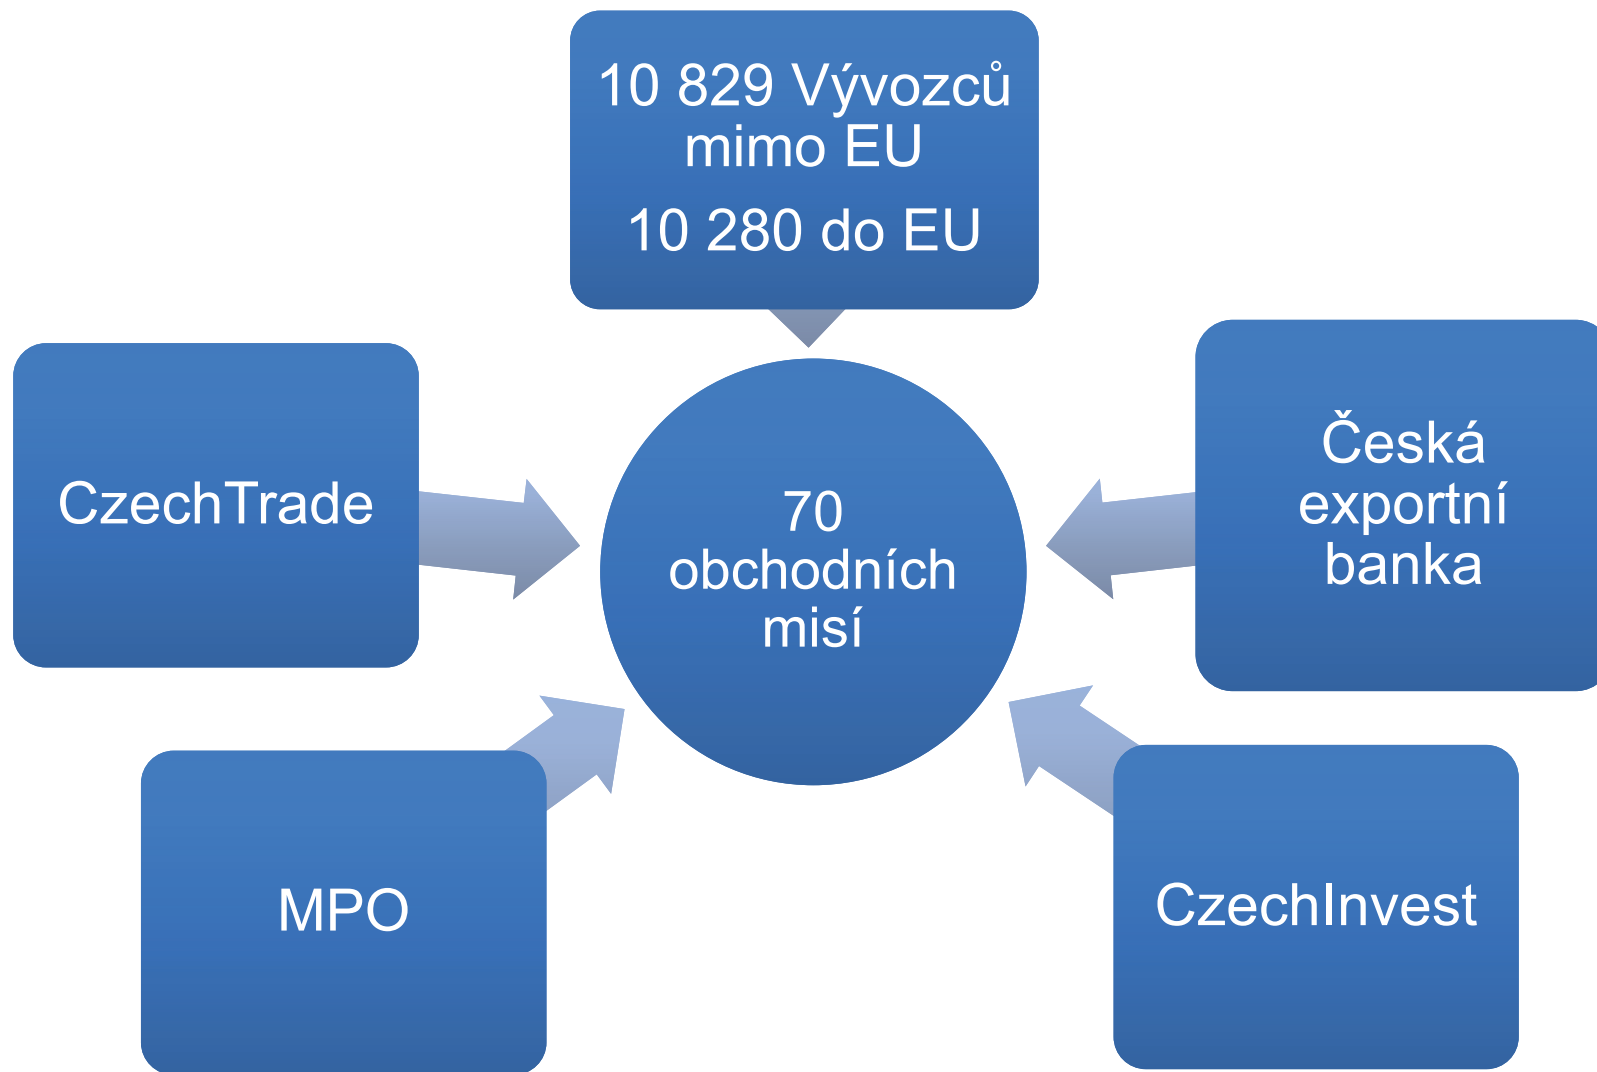 10 829 Vývozců
mimo EU
10 280 do EU
CzechTrade
70
obchodních
misí
Česká
exportní
banka
MPO
CzechInvest